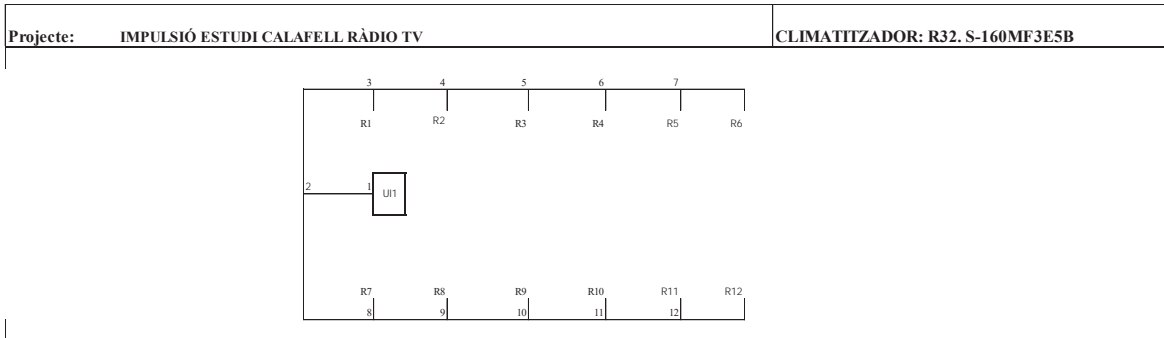 Projecte: IMPULSIÓ ESTUDI CALAFELL RÀDIO TV CLIMATITZADOR: R32. S-160MF3E5B
3 4 5 6 7
R1 R2 R3 R4 R5 R6
2 1 UI1
R7 R8 R9 R10 R11 R12
8 9 10 11 12